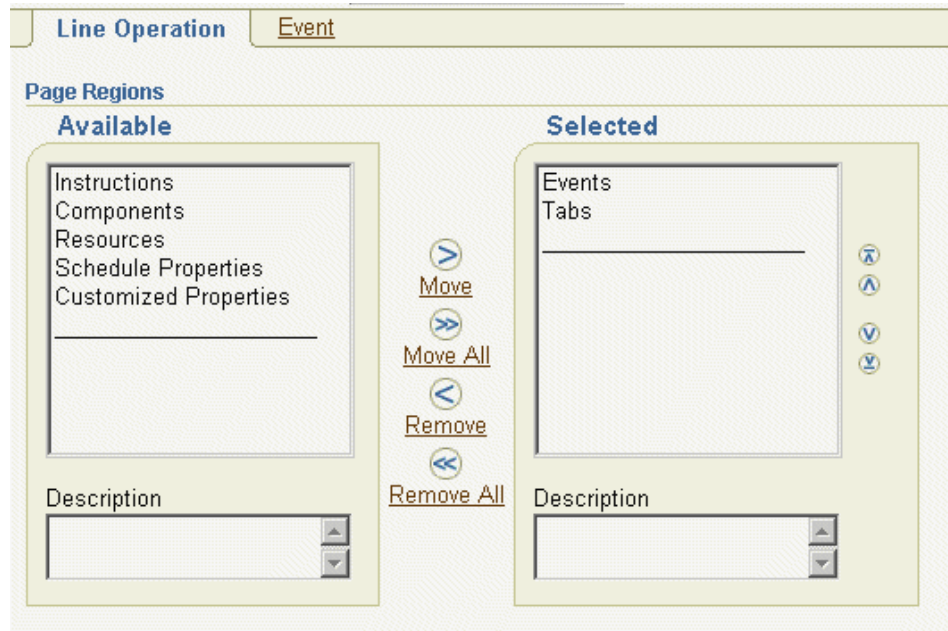 Line Operation
Event
Page Regions
Available
Instructions
Components
Resources
Schedule Properties
Customized Properties
Description
Move
Move All
Remove
Remove All
Selected
Events
Tabs
Description